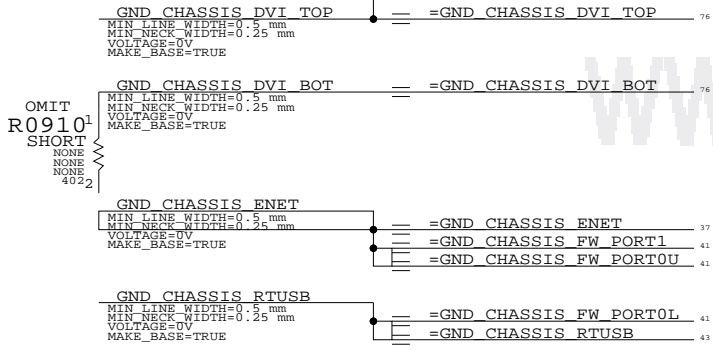 GND_CHASSIS_DVI_TOP =GND_CHASSIS_DVI_TOP 76
MIN_LINE_WIDTH=0.5 mm
MIN_NECK_WIDTH=0.25 mm
VOLTAGE=0V
MAKE_BASE=TRUE
GND_CHASSIS_DVI_BOT =GND_CHASSIS_DVI_BOT 76
MIN_LINE_WIDTH=0.5 mm
MIN_NECK_WIDTH=0.25 mm
VOLTAGE=0V
MAKE_BASE=TRUE
OMIT
R0910 1
SHORT
NONE
NONE
NONE
402 2
GND_CHASSIS_ENET
MIN_LINE_WIDTH=0.5 mm
MIN_NECK_WIDTH=0.25 mm
VOLTAGE=0V
MAKE_BASE=TRUE
=GND_CHASSIS_ENET 37
=GND_CHASSIS_FW_PORT1 41
=GND_CHASSIS_FW_PORT0U 41
GND_CHASSIS_RTUSB
MIN_LINE_WIDTH=0.5 mm
MIN_NECK_WIDTH=0.25 mm
VOLTAGE=0V
MAKE_BASE=TRUE
=GND_CHASSIS_FW_PORT0L 41
=GND_CHASSIS_RTUSB 43